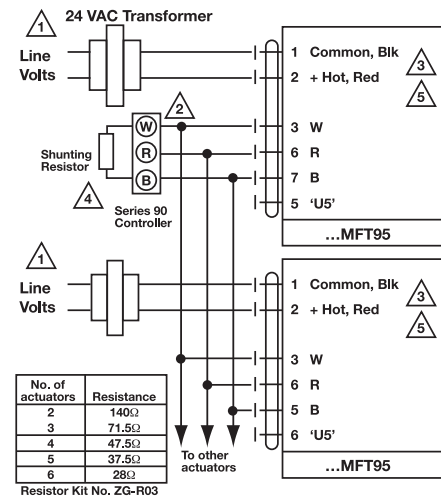 24 VAC Transformer
1
Line
Volts
1 Common, Blk
2 + Hot, Red
3
5
2
W
R
B
3 W
6 R
7 B
5 'U5'
Shunting
Resistor
4
Series 90
Controller
...MFT95
1
Line
Volts
1 Common, Blk
2 + Hot, Red
3
5
3 W
6 R
5 B
6 'U5'
...MFT95
To other
actuators
No. of actuators Resistance
2 140Ω
3 71.5Ω
4 47.5Ω
5 37.5Ω
6 28Ω
Resistor Kit No. ZG-R03